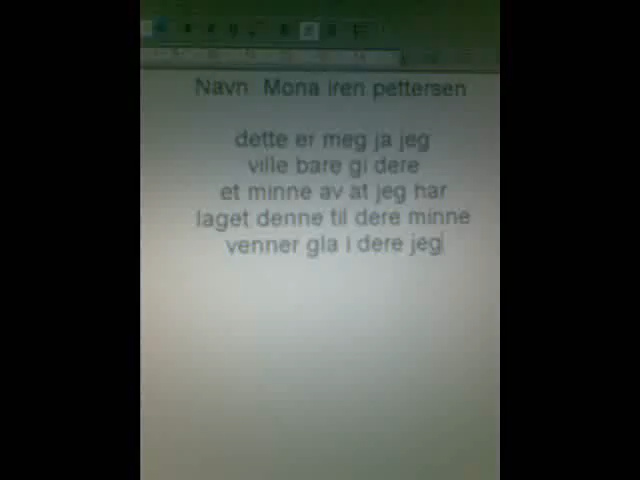 Navn Mona iren pettersen
dette er meg ja jeg
ville bare gi dere
et minne av at jeg har
laget denne til dere minne
venner gla i dere jeg